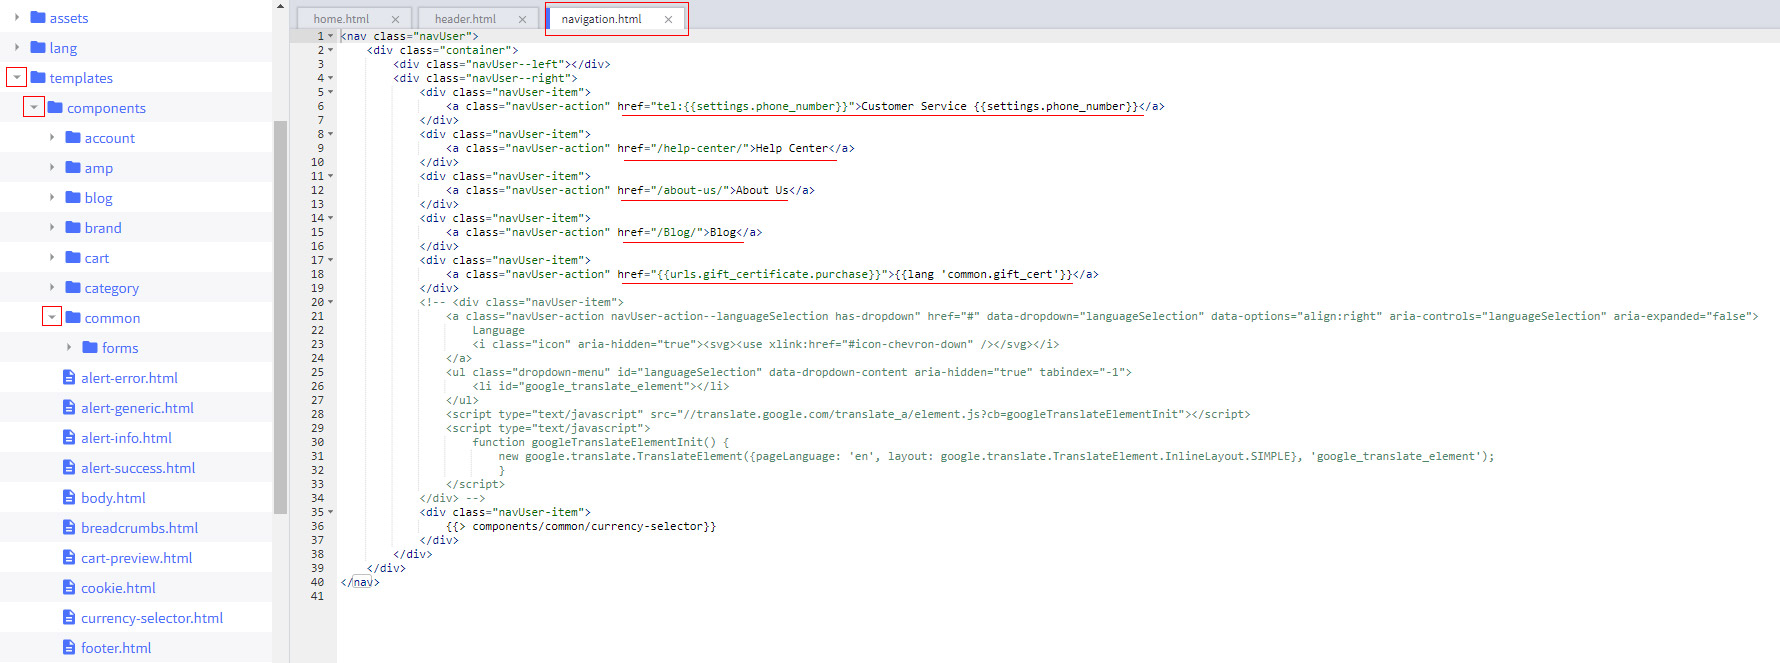 assets
lang
templates
components
account
amp
blog
brand
cart
category
common
forms
alert-error.html
alert-generic.html
alert-info.html
alert-success.html
body.html
breadcrumbs.html
cart-preview.html
cookie.html
currency-selector.html
footer.html
home.html × header.html × navigation.html ×
1 <nav class="navUser">
2 <div class="container">
3 <div class="navUser--left"></div>
4 <div class="navUser--right">
5 <div class="navUser-item">
6 <a class="navUser-action" href="tel:{{settings.phone_number}}">Customer Service {{settings.phone_number}}</a>
7 </div>
8 <div class="navUser-item">
9 <a class="navUser-action" href="/help-center/">Help Center</a>
10 </div>
11 <div class="navUser-item">
12 <a class="navUser-action" href="/about-us/">About Us</a>
13 </div>
14 <div class="navUser-item">
15 <a class="navUser-action" href="/Blog/">Blog</a>
16 </div>
17 <div class="navUser-item">
18 <a class="navUser-action" href="{{urls.gift_certificate.purchase}}">{{lang 'common.gift_cert'}}</a>
19 </div>
20 <!-- <div class="navUser-item">
21 <a class="navUser-action navUser-action--languageSelection has-dropdown" href="#" data-dropdown="languageSelection" data-options="align:right" aria-controls="languageSelection" aria-expanded="false">
22 Language
23 <i class="icon" aria-hidden="true"><svg><use xlink:href="#icon-chevron-down" /></svg></i>
24 </a>
25 <ul class="dropdown-menu" id="languageSelection" data-dropdown-content aria-hidden="true" tabindex="-1">
26 <li id="google_translate_element"></li>
27 </ul>
28 <script type="text/javascript" src="//translate.google.com/translate_a/element.js?cb=googleTranslateElementInit"></script>
29 <script type="text/javascript">
30 function googleTranslateElementInit() {
31 new google.translate.TranslateElement({pageLanguage: 'en', layout: google.translate.TranslateElement.InlineLayout.SIMPLE}, 'google_translate_element');
32 }
33 </script>
34 </div> -->
35 <div class="navUser-item">
36 {{> components/common/currency-selector}}
37 </div>
38 </div>
39 </div>
40 </nav>
41